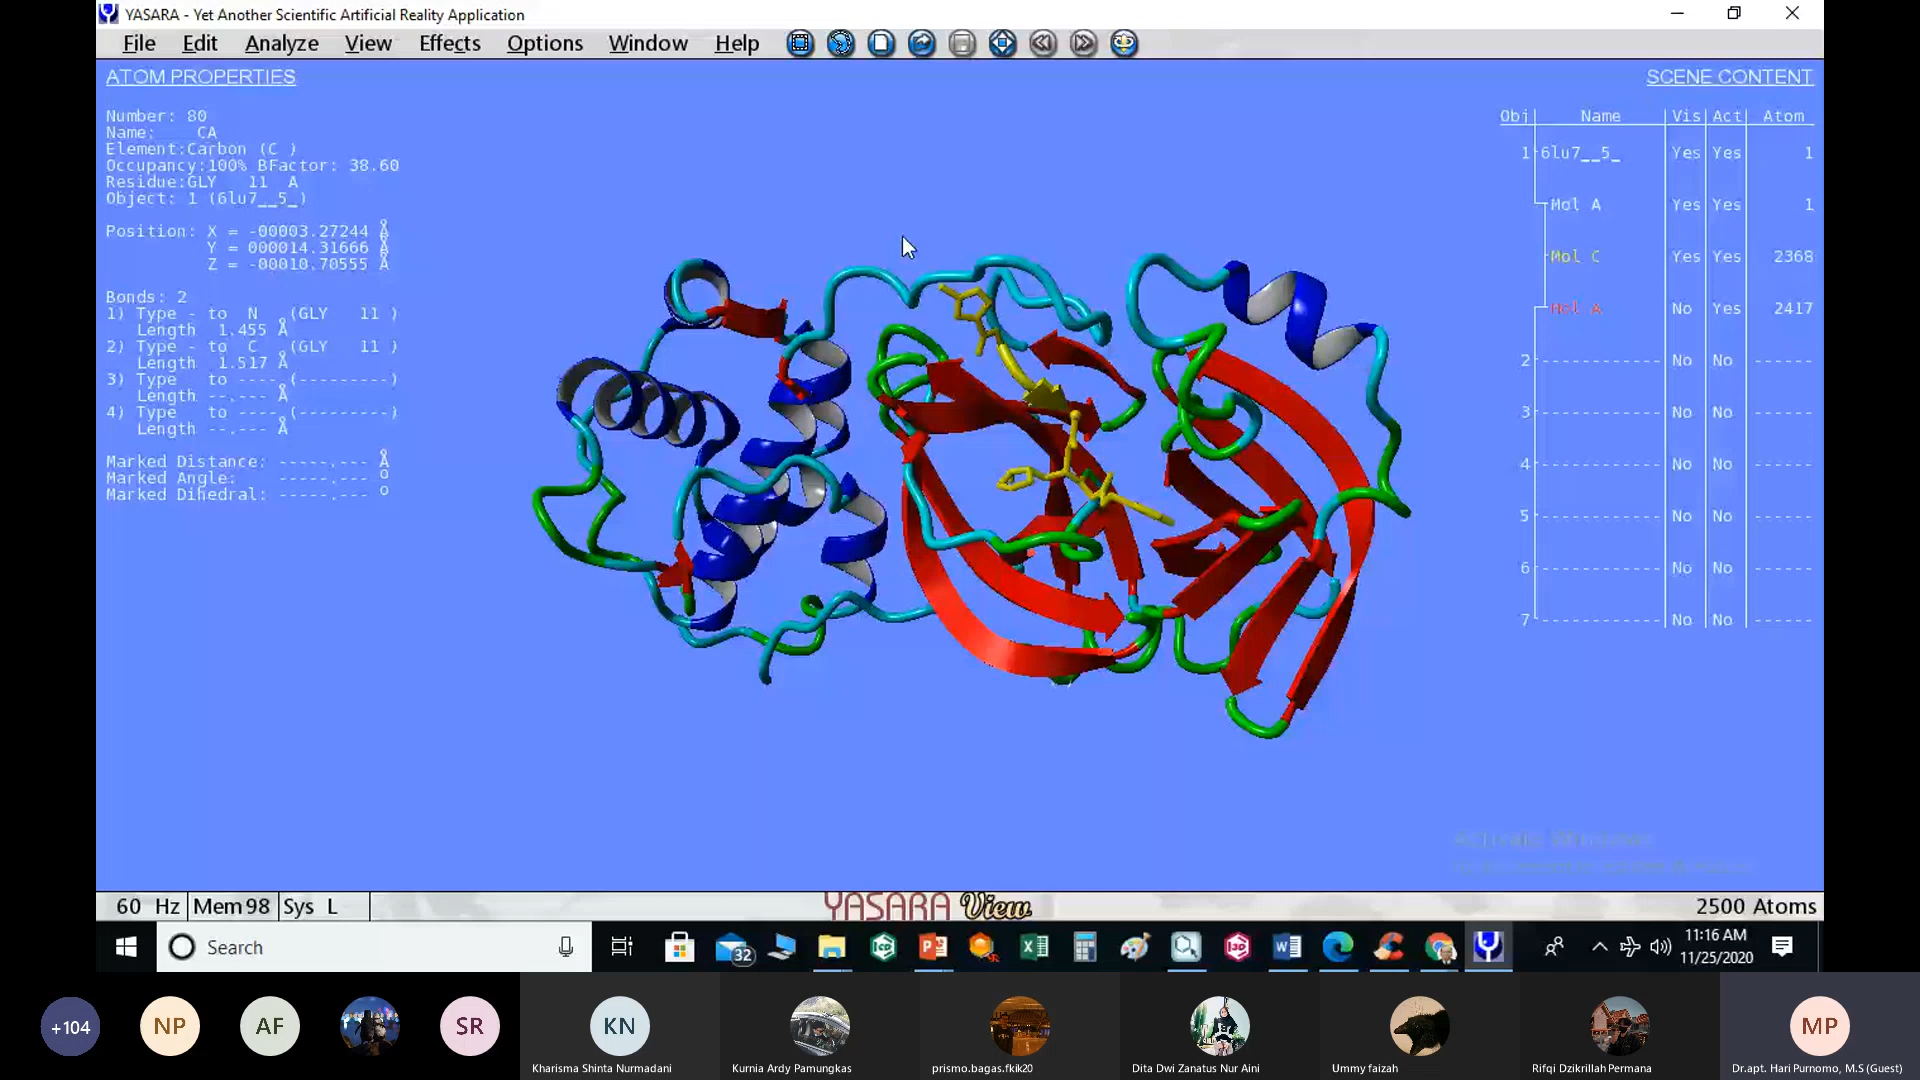 YASARA - Yet Another Scientific Artificial Reality Application
File Edit Analyze View Effects Options Window Help
ATOM PROPERTIES
Number: 80
Name: CA
Element:Carbon (C )
Occupancy:100% BFactor: 38.60
Residue:GLY 11 A
Object: 1 (6lu7__5_)
Position: X = -00003.27244 Å
Y = 000014.31666 Å
Z = -00010.70555 Å
Bonds: 2
1) Type - to N (GLY 11 )
Length 1.455 Å
2) Type - to C (GLY 11 )
Length 1.517 Å
3) Type to ----(---------)
Length --.--- Å
4) Type to ----(---------)
Length --.--- Å
Marked Distance: -----.--- Å
Marked Angle: -----.--- o
Marked Dihedral: -----.--- o
SCENE CONTENT
Obj Name Vis Act Atom
1 6lu7__5_ Yes Yes 1
Mol A Yes Yes 1
Mol C Yes Yes 2368
Mol A No Yes 2417
2 -------------- No No ------
3 -------------- No No ------
4 -------------- No No ------
5 -------------- No No ------
6 -------------- No No ------
7 -------------- No No ------
60 Hz Mem 98 Sys L
YASARA View
2500 Atoms
Search
32
11:16 AM
11/25/2020
+104
NP
AF
SR
KN
MP
Kharisma Shinta Nurmadani
Kurnia Ardy Pamungkas
prismo.bagas.fkik20
Dita Dwi Zanatus Nur Aini
Ummy faizah
Rifqi Dzikrillah Permana
Dr.apt. Hari Purnomo, M.S (Guest)